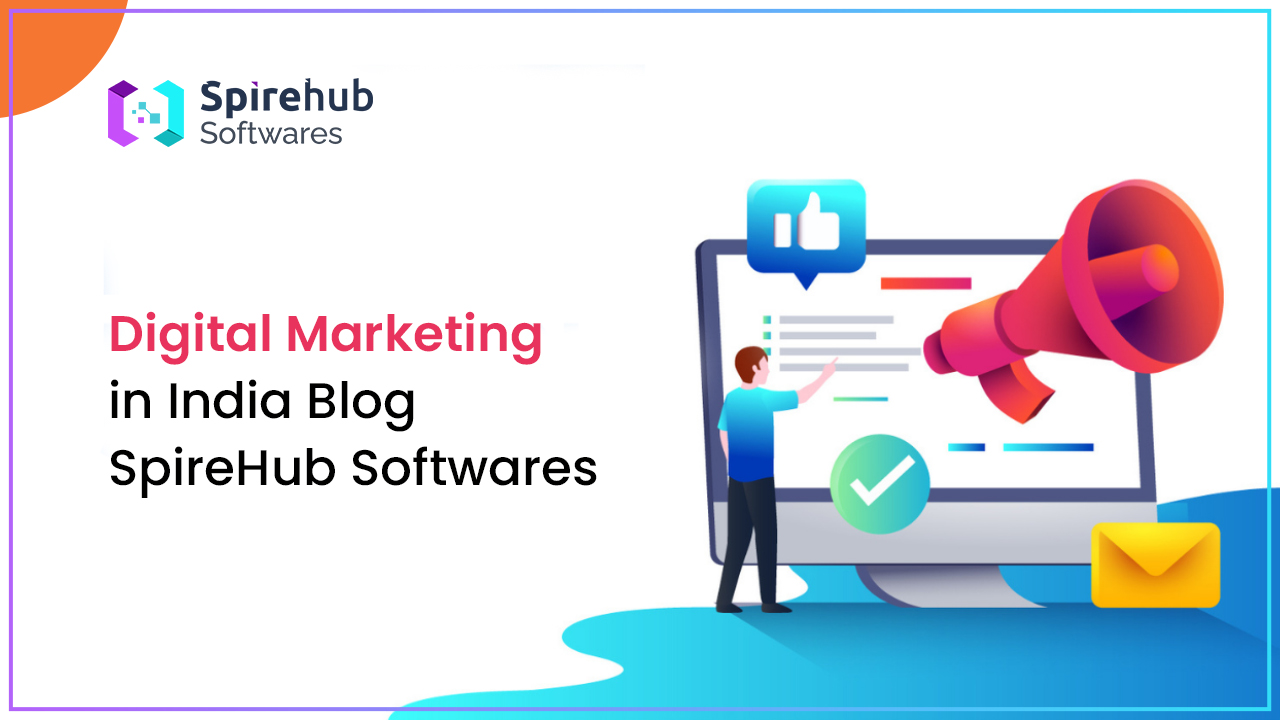 Spirehub
Softwares
Digital Marketing
in India Blog
SpireHub Softwares